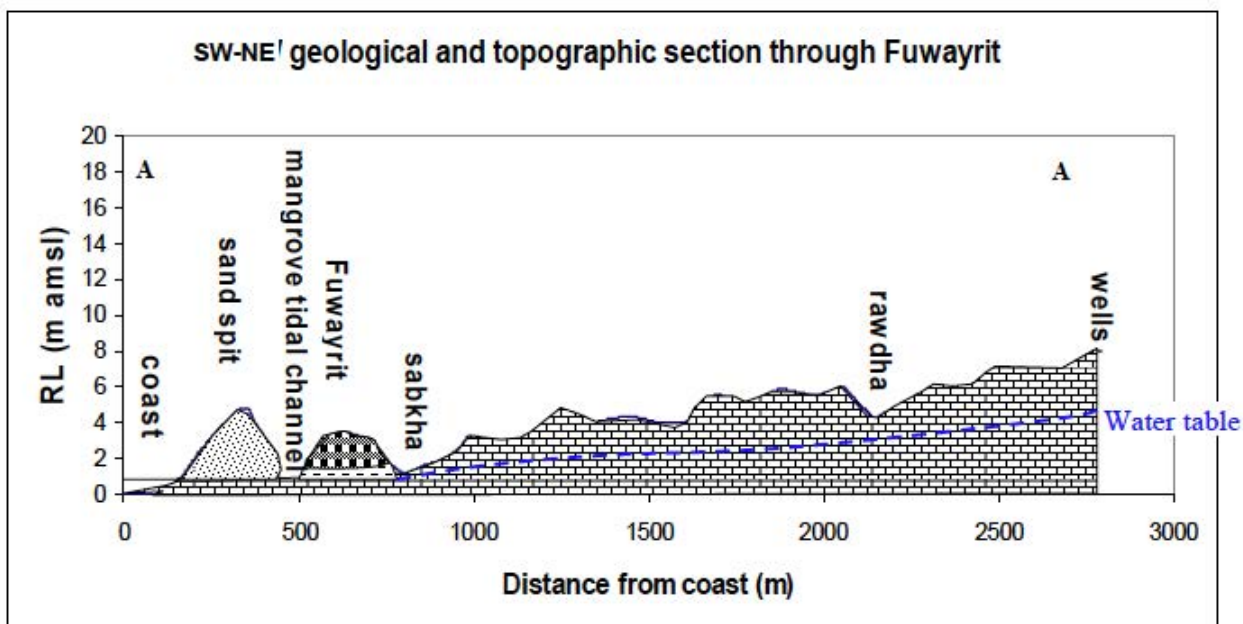 SW-NE' geological and topographic section through Fuwayrit
RL (m amsl)
20
18
16
14
12
10
8
6
4
2
0
A
A
coast
sand spit
mangrove tidal channel
Fuwayrit
sabkha
rawdha
wells
Water table
0
500
1000
1500
2000
2500
3000
Distance from coast (m)